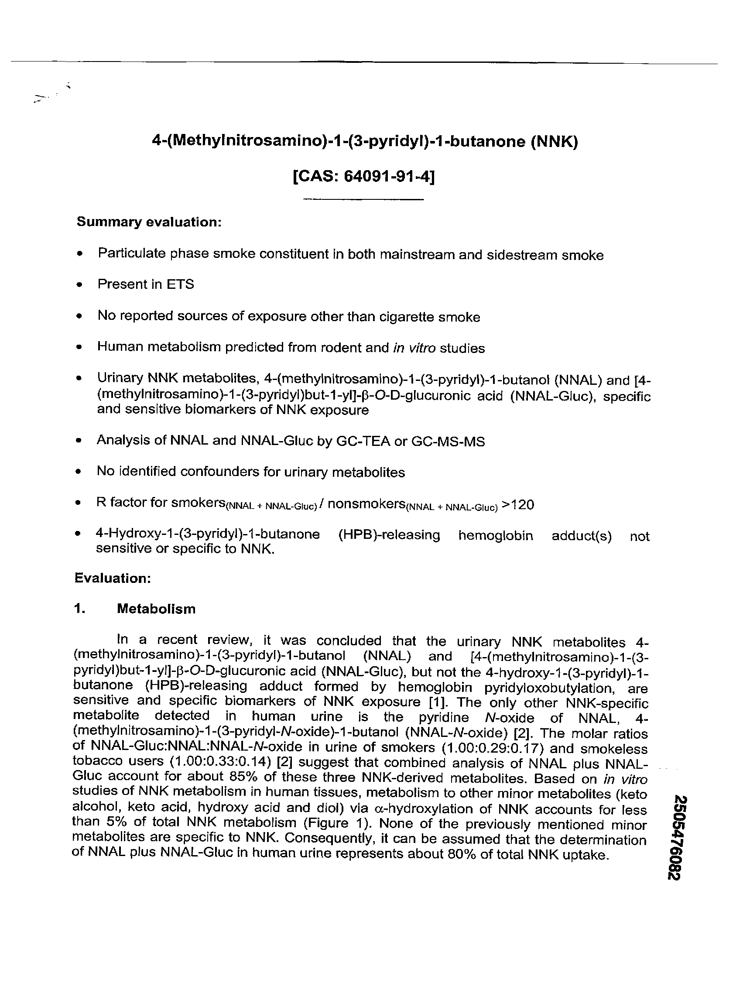 4-(Methylnitrosamino)-1-(3-pyridyl)-1-butanone (NNK)
[CAS: 64091-91-4]
Summary evaluation:
• Particulate phase smoke constituent in both mainstream and sidestream smoke
• Present in ETS
• No reported sources of exposure other than cigarette smoke
• Human metabolism predicted from rodent and in vitro studies
• Urinary NNK metabolites, 4-(methylnitrosamino)-1-(3-pyridyl)-1-butanol (NNAL) and [4-
(methylnitrosamino)-1-(3-pyridyl)but-1-yl]-β-O-D-glucuronic acid (NNAL-Gluc), specific
and sensitive biomarkers of NNK exposure
• Analysis of NNAL and NNAL-Gluc by GC-TEA or GC-MS-MS
• No identified confounders for urinary metabolites
• R factor for smokers(NNAL + NNAL-Gluc) / nonsmokers(NNAL + NNAL-Gluc) >120
• 4-Hydroxy-1-(3-pyridyl)-1-butanone (HPB)-releasing hemoglobin adduct(s) not
sensitive or specific to NNK.
Evaluation:
1. Metabolism
In a recent review, it was concluded that the urinary NNK metabolites 4-
(methylnitrosamino)-1-(3-pyridyl)-1-butanol (NNAL) and [4-(methylnitrosamino)-1-(3-
pyridyl)but-1-yl]-β-O-D-glucuronic acid (NNAL-Gluc), but not the 4-hydroxy-1-(3-pyridyl)-1-
butanone (HPB)-releasing adduct formed by hemoglobin pyridyloxobutylation, are
sensitive and specific biomarkers of NNK exposure [1]. The only other NNK-specific
metabolite detected in human urine is the pyridine N-oxide of NNAL, 4-
(methylnitrosamino)-1-(3-pyridyl-N-oxide)-1-butanol (NNAL-N-oxide) [2]. The molar ratios
of NNAL-Gluc:NNAL:NNAL-N-oxide in urine of smokers (1.00:0.29:0.17) and smokeless
tobacco users (1.00:0.33:0.14) [2] suggest that combined analysis of NNAL plus NNAL-
Gluc account for about 85% of these three NNK-derived metabolites. Based on in vitro
studies of NNK metabolism in human tissues, metabolism to other minor metabolites (keto
alcohol, keto acid, hydroxy acid and diol) via α-hydroxylation of NNK accounts for less
than 5% of total NNK metabolism (Figure 1). None of the previously mentioned minor
metabolites are specific to NNK. Consequently, it can be assumed that the determination
of NNAL plus NNAL-Gluc in human urine represents about 80% of total NNK uptake.
2505476082